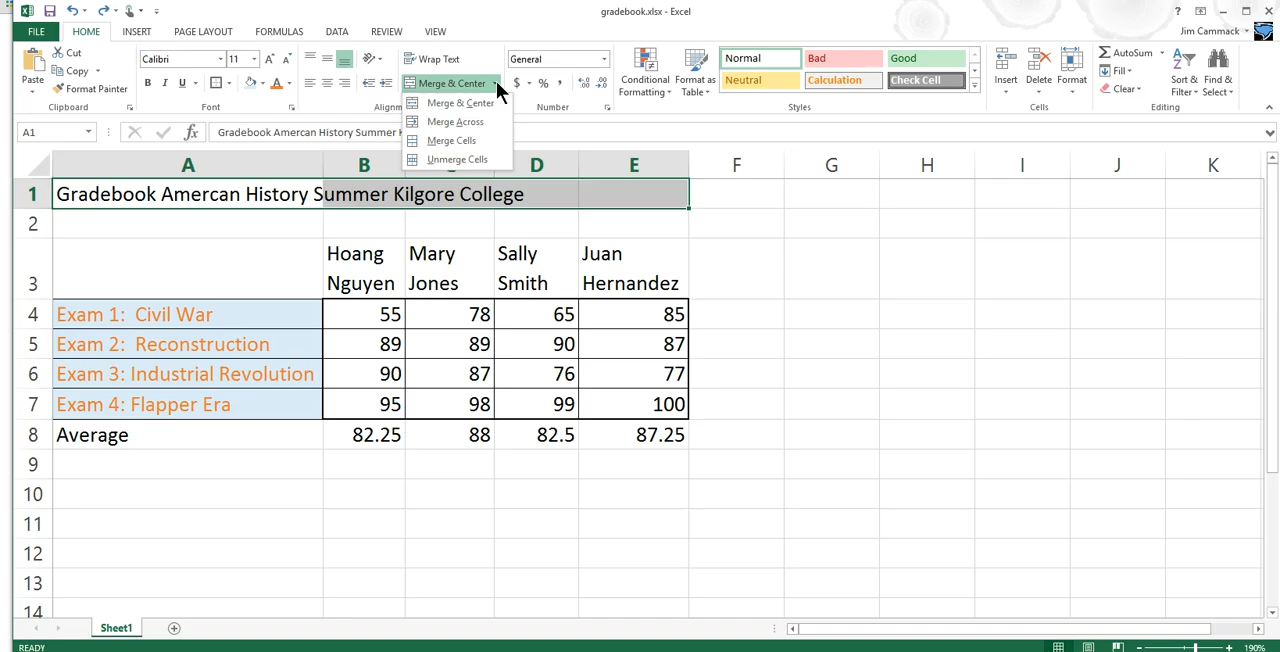 gradebook.xlsx - Excel
FILE HOME INSERT PAGE LAYOUT FORMULAS DATA REVIEW VIEW Jim Cammack
Paste
Cut
Copy
Format Painter
Clipboard
Calibri 11
B I U
Font
Wrap Text
Merge & Center
Merge & Center
Merge Across
Merge Cells
Unmerge Cells
General
$ % ,
Number
Conditional Formatting
Format as Table
Normal Bad Good
Neutral Calculation Check Cell
Styles
Insert Delete Format
Cells
AutoSum
Fill
Clear
Sort & Filter
Find & Select
Editing
A1 fx Gradebook Amercan History Summer K
A B D E F G H I J K
1 Gradebook Amercan History Summer Kilgore College
2
3 Hoang Nguyen Mary Jones Sally Smith Juan Hernandez
4 Exam 1: Civil War 55 78 65 85
5 Exam 2: Reconstruction 89 89 90 87
6 Exam 3: Industrial Revolution 90 87 76 77
7 Exam 4: Flapper Era 95 98 99 100
8 Average 82.25 88 82.5 87.25
9
10
11
12
13
14
Sheet1
READY 190%